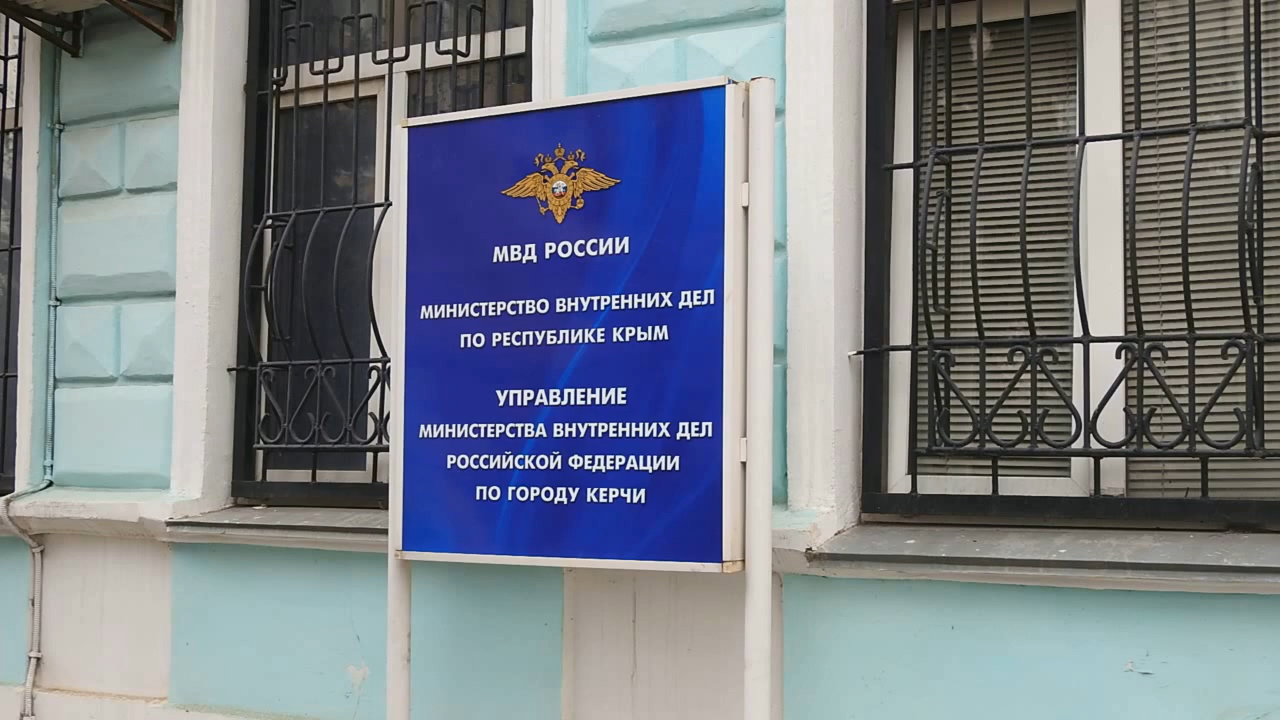 МВД РОССИИ
МИНИСТЕРСТВО ВНУТРЕННИХ ДЕЛ
ПО РЕСПУБЛИКЕ КРЫМ
УПРАВЛЕНИЕ
МИНИСТЕРСТВА ВНУТРЕННИХ ДЕЛ
РОССИЙСКОЙ ФЕДЕРАЦИИ
ПО ГОРОДУ КЕРЧИ